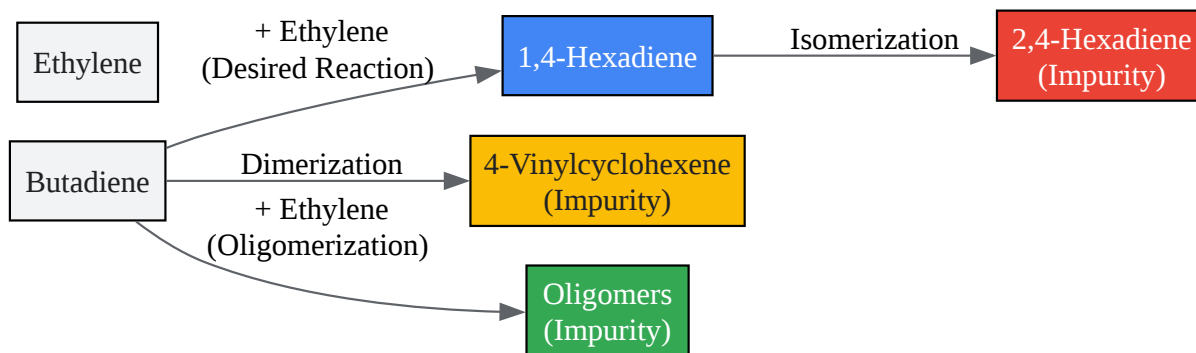 Ethylene
+ Ethylene
(Desired Reaction)
1,4-Hexadiene
Isomerization
2,4-Hexadiene
(Impurity)
Butadiene
Dimerization
4-Vinylcyclohexene
(Impurity)
+ Ethylene
(Oligomerization)
Oligomers
(Impurity)